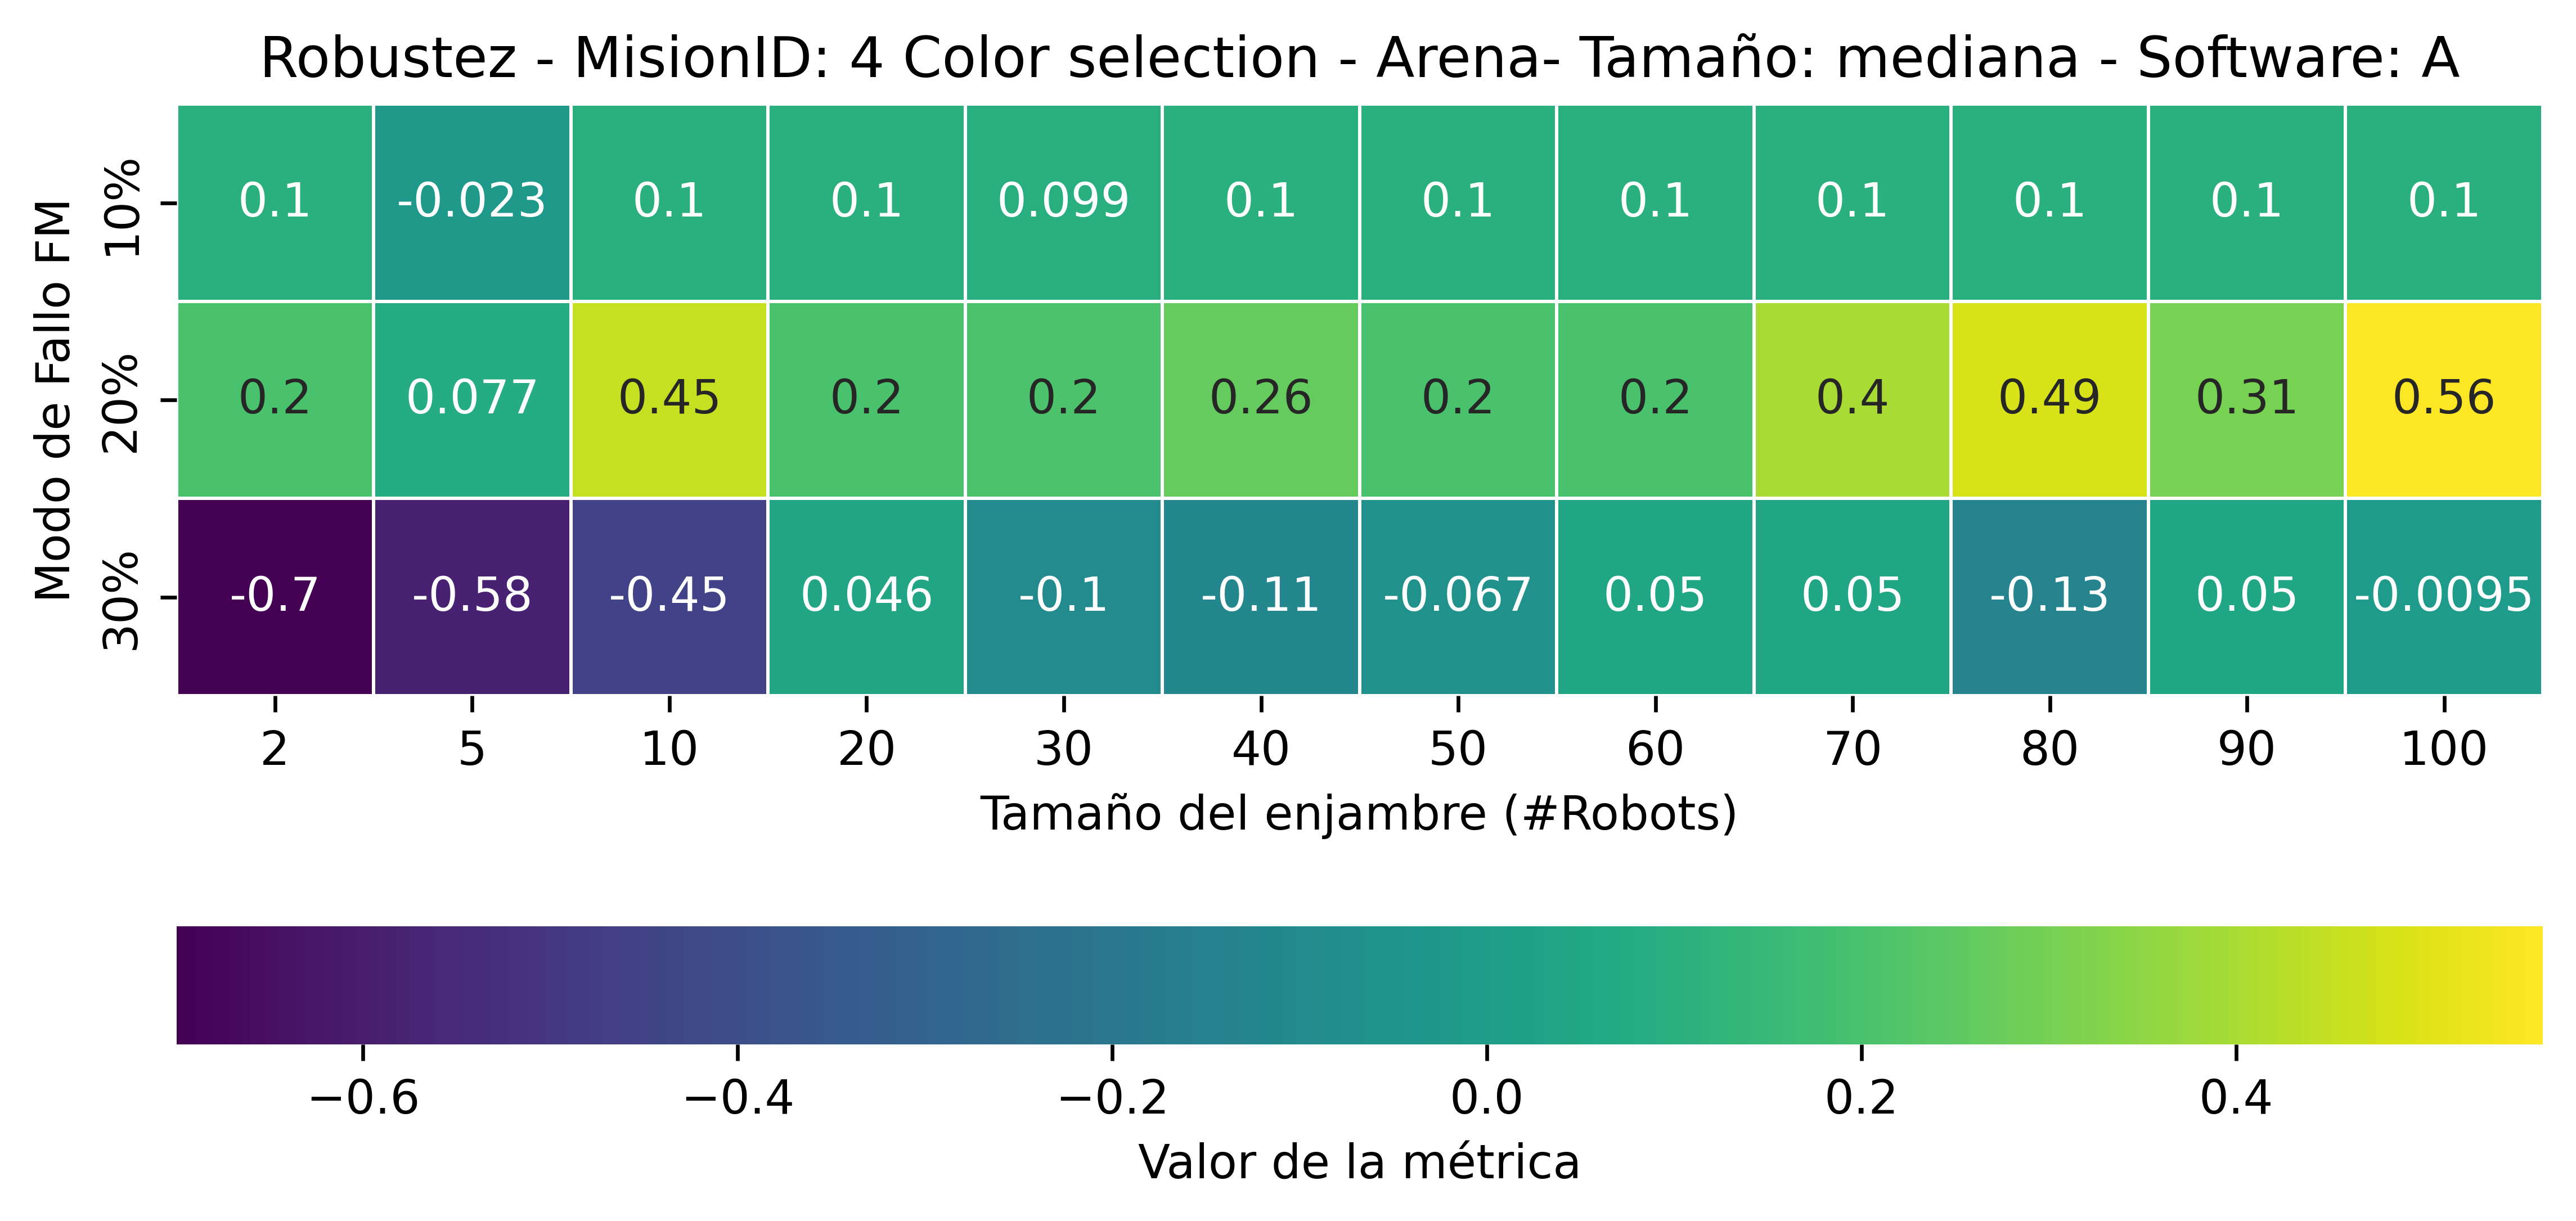 Robustez - MisionID: 4 Color selection - Arena- Tamaño: mediana - Software: A
Modo de Fallo FM
10% 0.1 -0.023 0.1 0.1 0.099 0.1 0.1 0.1 0.1 0.1 0.1 0.1
20% 0.2 0.077 0.45 0.2 0.2 0.26 0.2 0.2 0.4 0.49 0.31 0.56
30% -0.7 -0.58 -0.45 0.046 -0.1 -0.11 -0.067 0.05 0.05 -0.13 0.05 -0.0095
2 5 10 20 30 40 50 60 70 80 90 100
Tamaño del enjambre (#Robots)
−0.6 −0.4 −0.2 0.0 0.2 0.4
Valor de la métrica